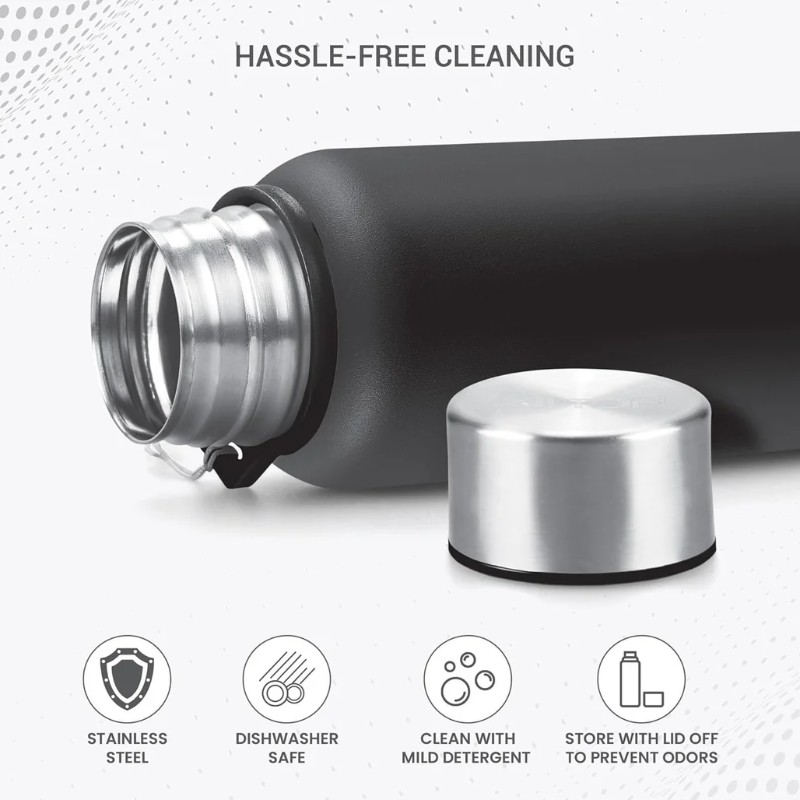 HASSLE-FREE CLEANING
STAINLESS
STEEL
DISHWASHER
SAFE
CLEAN WITH
MILD DETERGENT
STORE WITH LID OFF
TO PREVENT ODORS